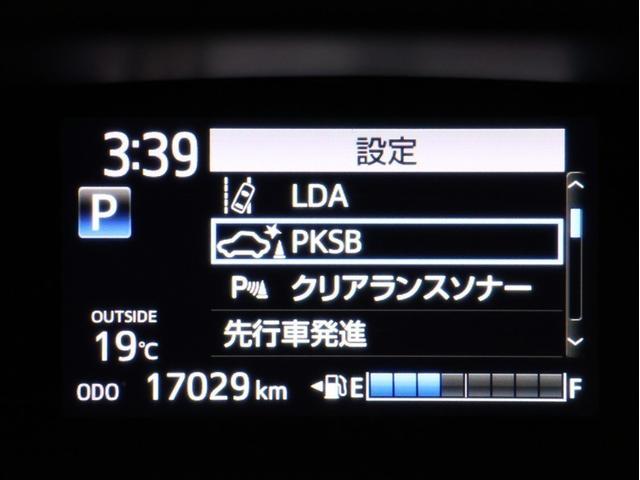 3:39
設定
LDA
P
PKSB
P クリアランスソナー
OUTSIDE
先行車発進
19℃
ODO 17029 km E F